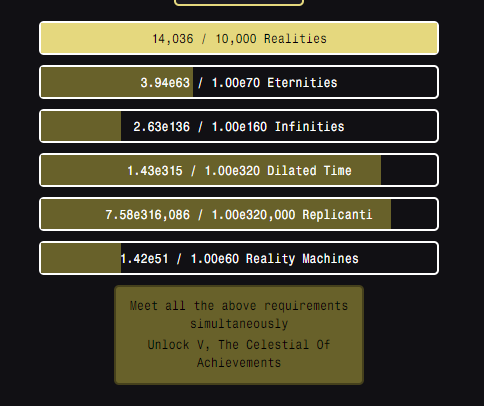 14,036 / 10,000 Realities
3.94e63 / 1.00e70 Eternities
2.63e136 / 1.00e160 Infinities
1.43e315 / 1.00e320 Dilated Time
7.58e316,086 / 1.00e320,000 Replicanti
1.42e51 / 1.00e60 Reality Machines
Meet all the above requirements
simultaneously
Unlock V, The Celestial Of
Achievements